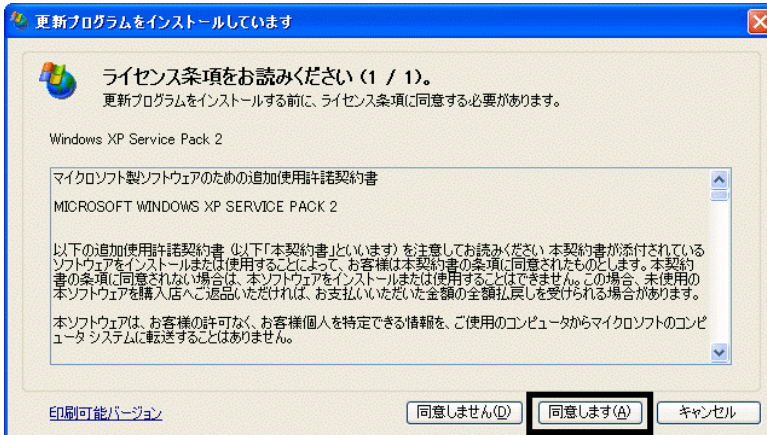 更新プログラムをインストールしています
ライセンス条項をお読みください (1 / 1)。
更新プログラムをインストールする前に、ライセンス条項に同意する必要があります。
Windows XP Service Pack 2
マイクロソフト製ソフトウェアのための追加使用許諾契約書
MICROSOFT WINDOWS XP SERVICE PACK 2
以下の追加使用許諾契約書 (以下「本契約書」といいます) を注意してお読みください 本契約書が添付されている
ソフトウェアをインストールまたは使用することによって、お客様は本契約書の条項に同意されたものとします。本契約
書の条項に同意されない場合は、本ソフトウェアをインストールまたは使用することはできません。この場合、未使用の
本ソフトウェアを購入店へご返品いただければ、お支払いいただいた金額の全額払戻しを受けられる場合があります。
本ソフトウェアは、お客様の許可なく、お客様個人を特定できる情報を、ご使用のコンピュータからマイクロソフトのコンピ
ュータ システムに転送することはありません。
印刷可能バージョン
同意しません(D)
同意します(A)
キャンセル